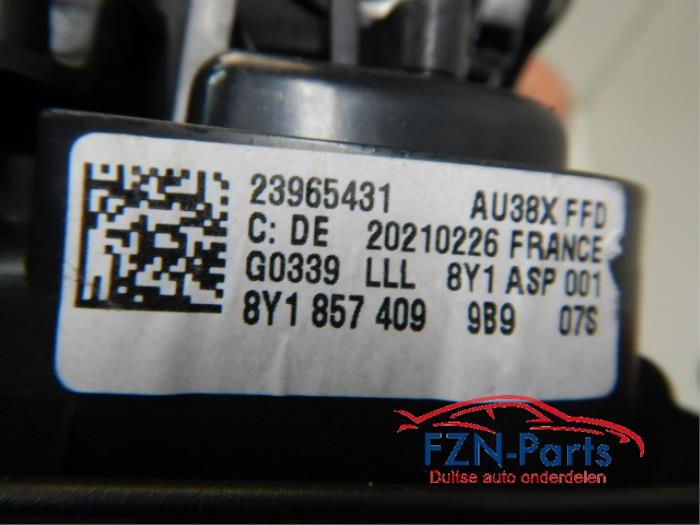 23965431 AU38X FFD
C: DE 20210226 FRANCE
G0339 LLL 8Y1 ASP 001
8Y1 857 409 9B9 07S
FZN-Parts
Duitse auto onderdelen